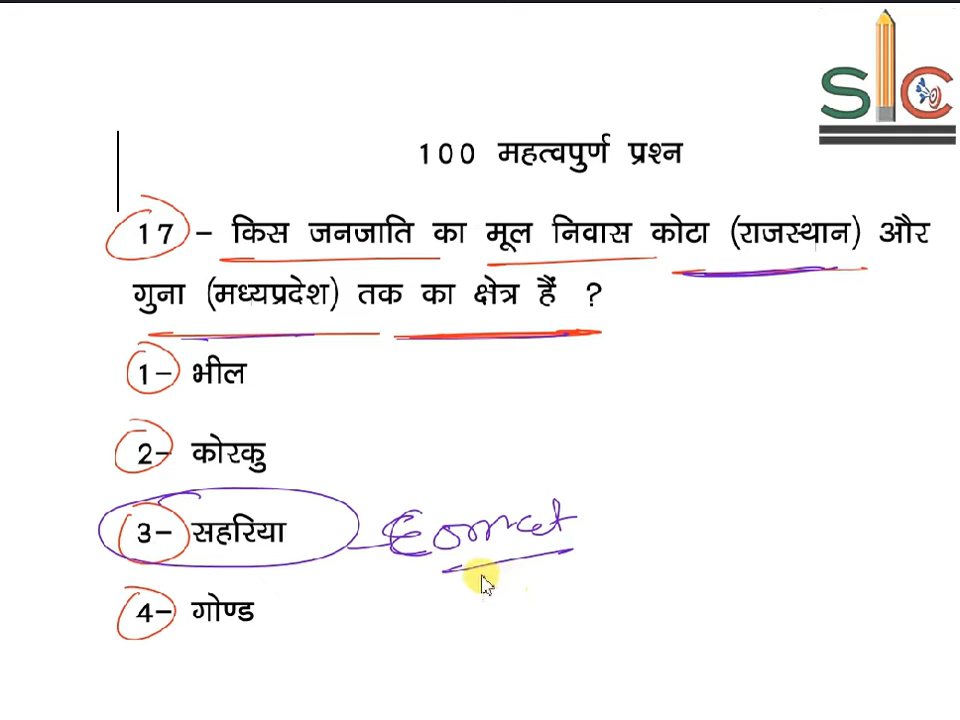 SIC
100 महत्वपुर्ण प्रश्न
17 – किस जनजाति का मूल निवास कोटा (राजस्थान) और
गुना (मध्यप्रदेश) तक का क्षेत्र हैं ?
1– भील
2– कोरकु
3– सहरिया
Correct
4– गोण्ड